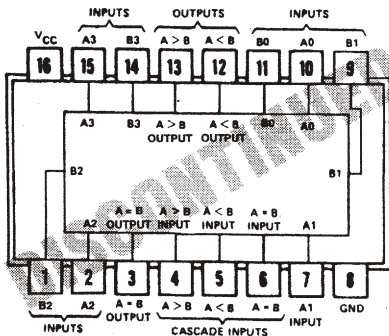 INPUTS OUTPUTS INPUTS
VCC A3 B3 A > B A < B B0 A0 B1
16 15 14 13 12 11 10 9
A3 B3 A > B A < B B0 A0
OUTPUT OUTPUT
B2 B1
DISCONTINUED
A = B A > B A < B A = B
A2 OUTPUT INPUT INPUT INPUT A1
1 2 3 4 5 6 7 8
B2 A2 A = B A > B A < B A = B A1 GND
INPUTS OUTPUT CASCADE INPUTS INPUT